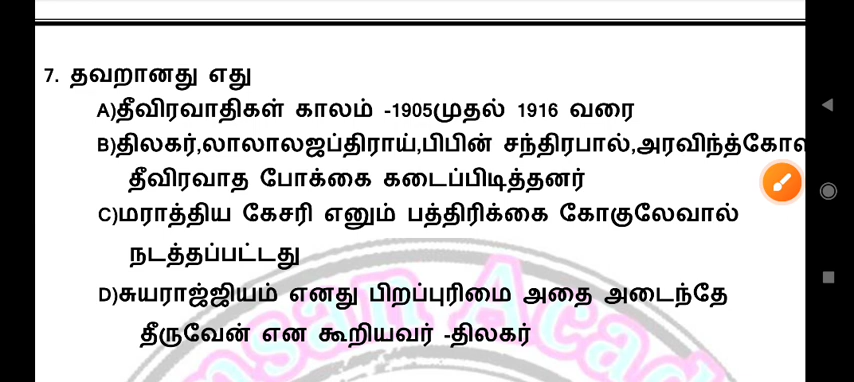 7. தவறானது எது
A)தீவிரவாதிகள் காலம் -1905முதல் 1916 வரை
B)திலகர்,லாலாலஜப்திராய்,பிபின் சந்திரபால்,
தீவிரவாத போக்கை கடைப்பிடித்தனர்
C)மராத்திய கேசரி எனும் பத்திரிக்கை கோகுலேவால்
நடத்தப்பட்டது
D)சுயராஜ்ஜியம் எனது பிறப்புரிமை அதை அடைந்தே
தீருவேன் என கூறியவர் -திலகர்